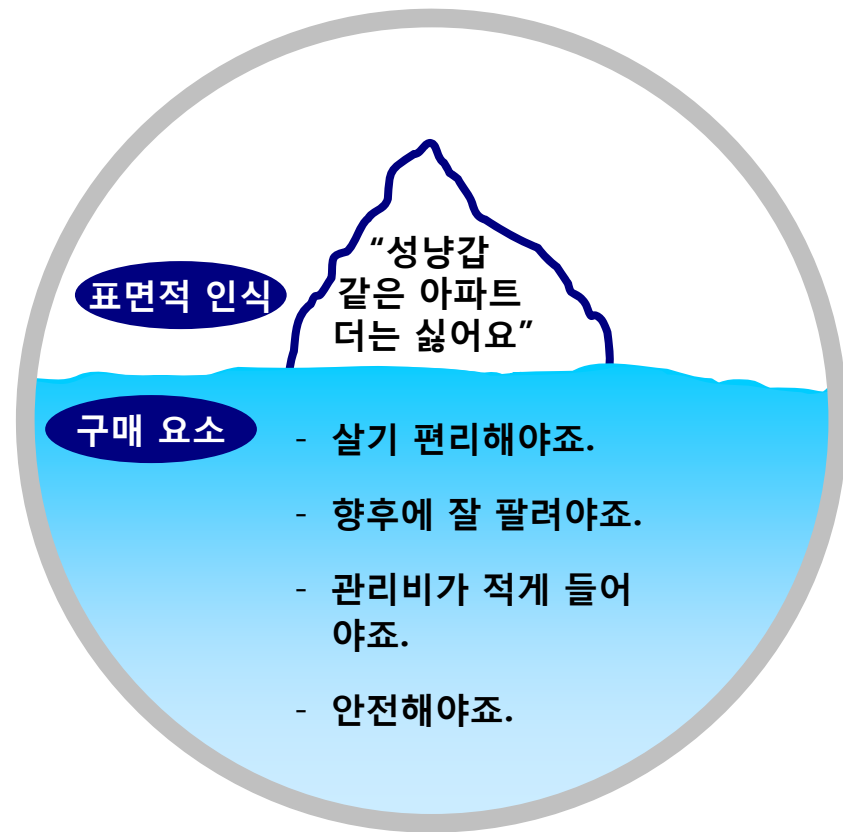 표면적 인식
“성냥갑
같은 아파트
더는 싫어요”
구매 요소
- 살기 편리해야죠.
- 향후에 잘 팔려야죠.
- 관리비가 적게 들어
야죠.
- 안전해야죠.